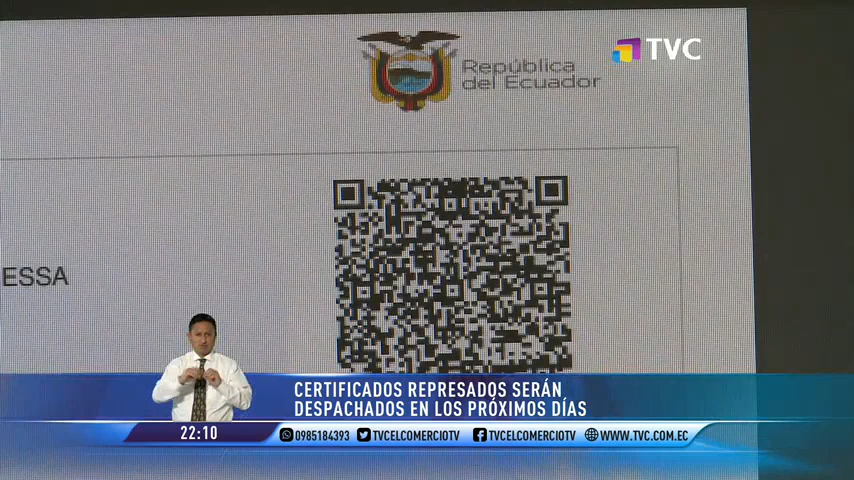 República
del Ecuador
TVC
ESSA
CERTIFICADOS REPRESADOS SERÁN
DESPACHADOS EN LOS PRÓXIMOS DÍAS
22:10
0985184393
TVCELCOMERCIOTV
TVCELCOMERCIOTV
WWW.TVC.COM.EC